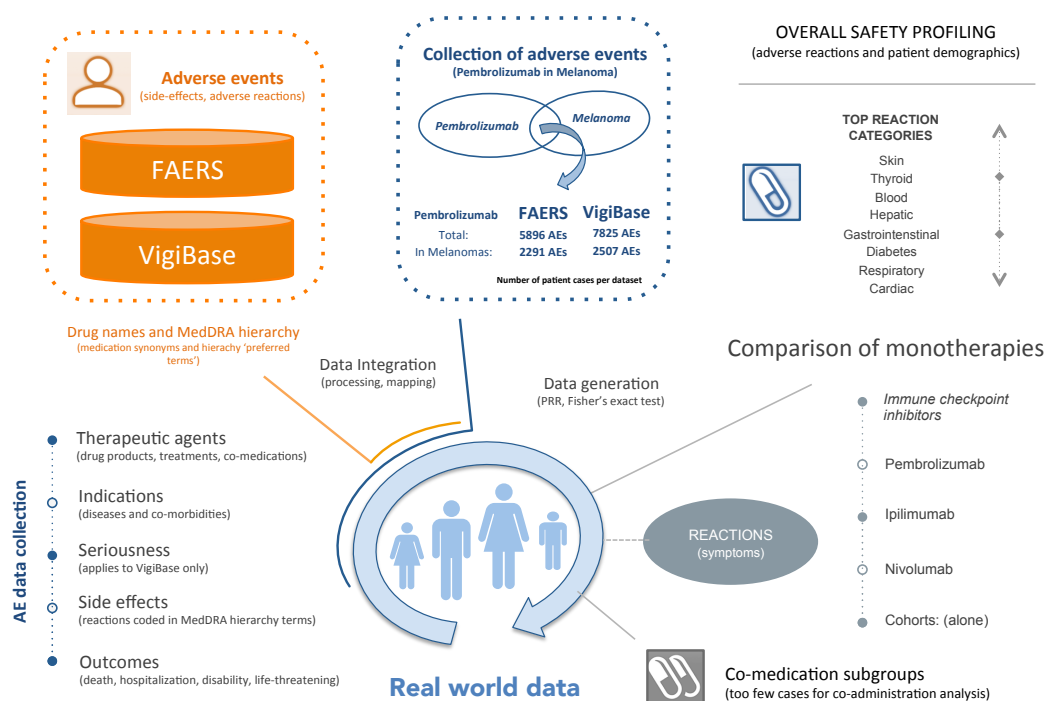 Adverse events
(side-effects, adverse reactions)
FAERS
VigiBase
Collection of adverse events
(Pembrolizumab in Melanoma)
Pembrolizumab
Melanoma
Pembrolizumab FAERS VigiBase
Total: 5896 AEs 7825 AEs
In Melanomas: 2291 AEs 2507 AEs
Number of patient cases per dataset
OVERALL SAFETY PROFILING
(adverse reactions and patient demographics)
TOP REACTION
CATEGORIES
Skin
Thyroid
Blood
Hepatic
Gastrointenstinal
Diabetes
Respiratory
Cardiac
Drug names and MedDRA hierarchy
(medication synonyms and hierachy ‘preferred
terms’)
Data Integration
(processing, mapping)
Data generation
(PRR, Fisher’s exact test)
Comparison of monotherapies
Immune checkpoint
inhibitors
Pembrolizumab
Ipilimumab
Nivolumab
Cohorts: (alone)
AE data collection
Therapeutic agents
(drug products, treatments, co-medications)
Indications
(diseases and co-morbidities)
Seriousness
(applies to VigiBase only)
Side effects
(reactions coded in MedDRA hierarchy terms)
Outcomes
(death, hospitalization, disability, life-threatening)
REACTIONS
(symptoms)
Real world data
Co-medication subgroups
(too few cases for co-administration analysis)